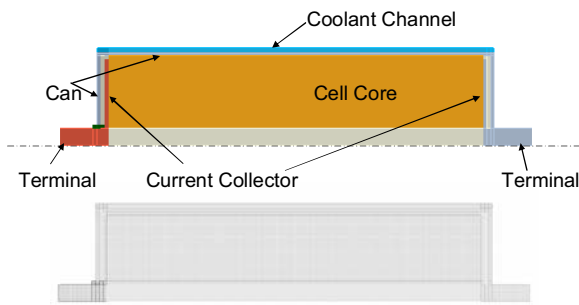 Coolant Channel
Can
Cell Core
Terminal
Current Collector
Terminal